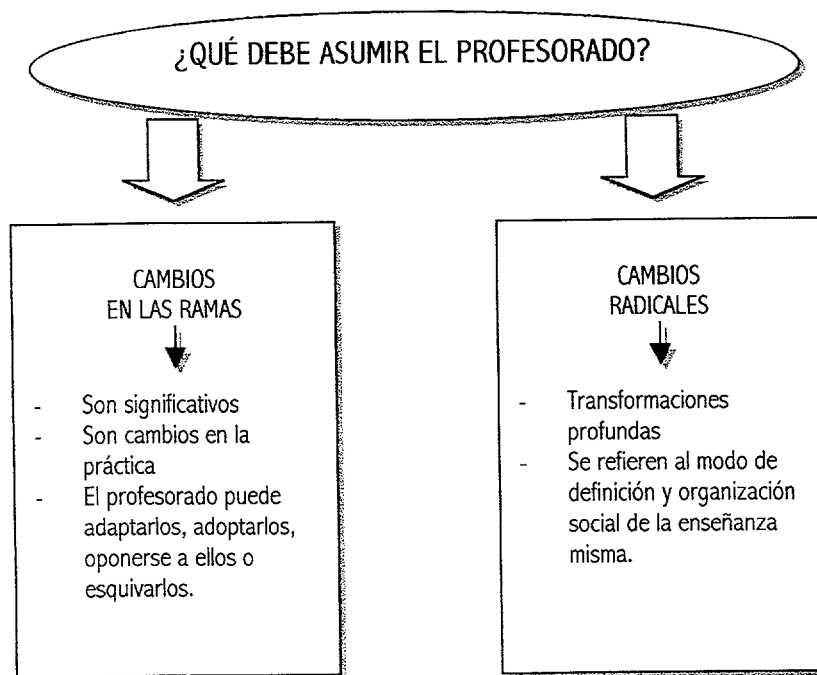 ¿QUÉ DEBE ASUMIR EL PROFESORADO?
CAMBIOS
EN LAS RAMAS
- Son significativos
- Son cambios en la
práctica
- El profesorado puede
adaptarlos, adoptarlos,
oponerse a ellos o
esquivarlos.
CAMBIOS
RADICALES
- Transformaciones
profundas
- Se refieren al modo de
definición y organización
social de la enseñanza
misma.